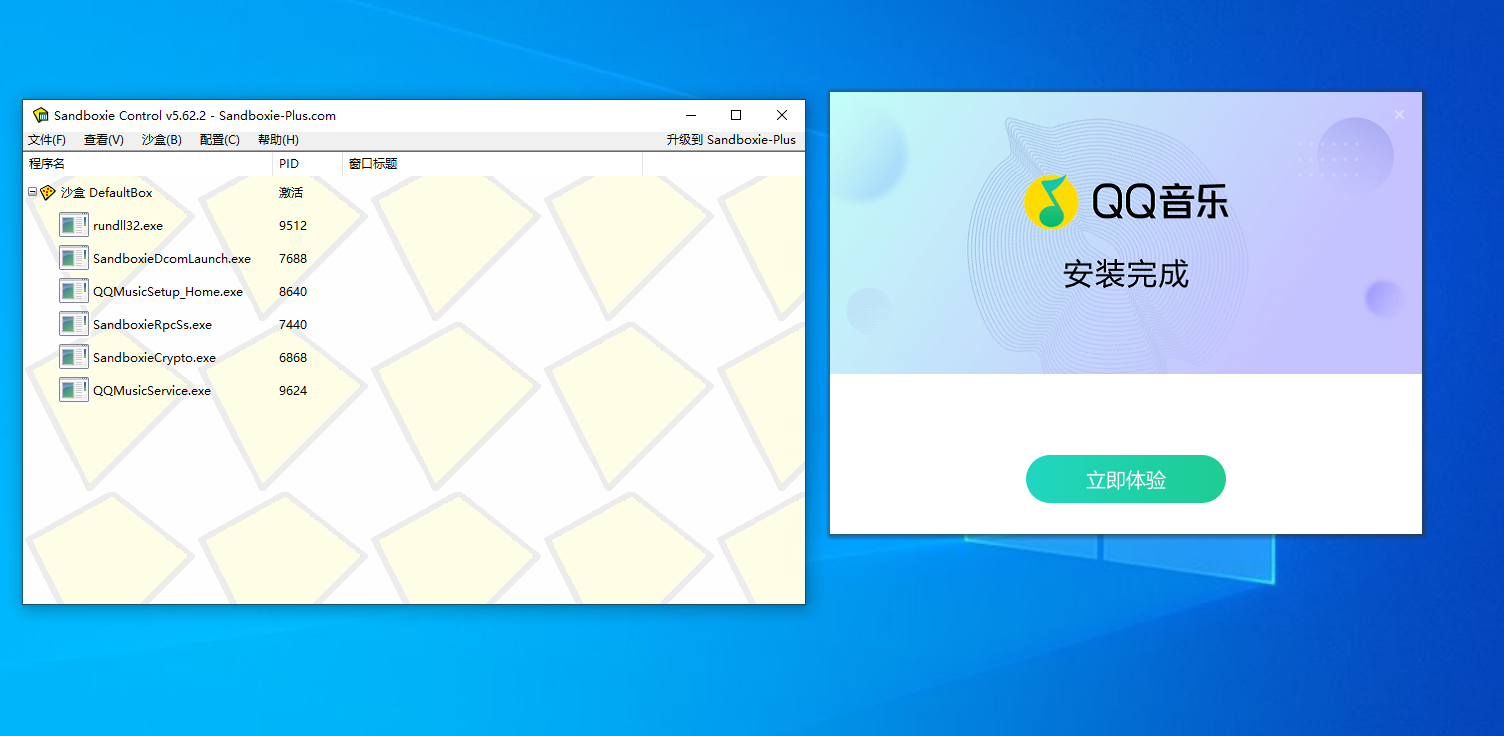 Sandboxie Control v5.62.2 - Sandboxie-Plus.com
文件(F) 查看(V) 沙盒(B) 配置(C) 帮助(H) 升级到 Sandboxie-Plus
程序名 PID 窗口标题
沙盒 DefaultBox 激活
rundll32.exe 9512
SandboxieDcomLaunch.exe 7688
QQMusicSetup_Home.exe 8640
SandboxieRpcSs.exe 7440
SandboxieCrypto.exe 6868
QQMusicService.exe 9624
QQ音乐
安装完成
立即体验